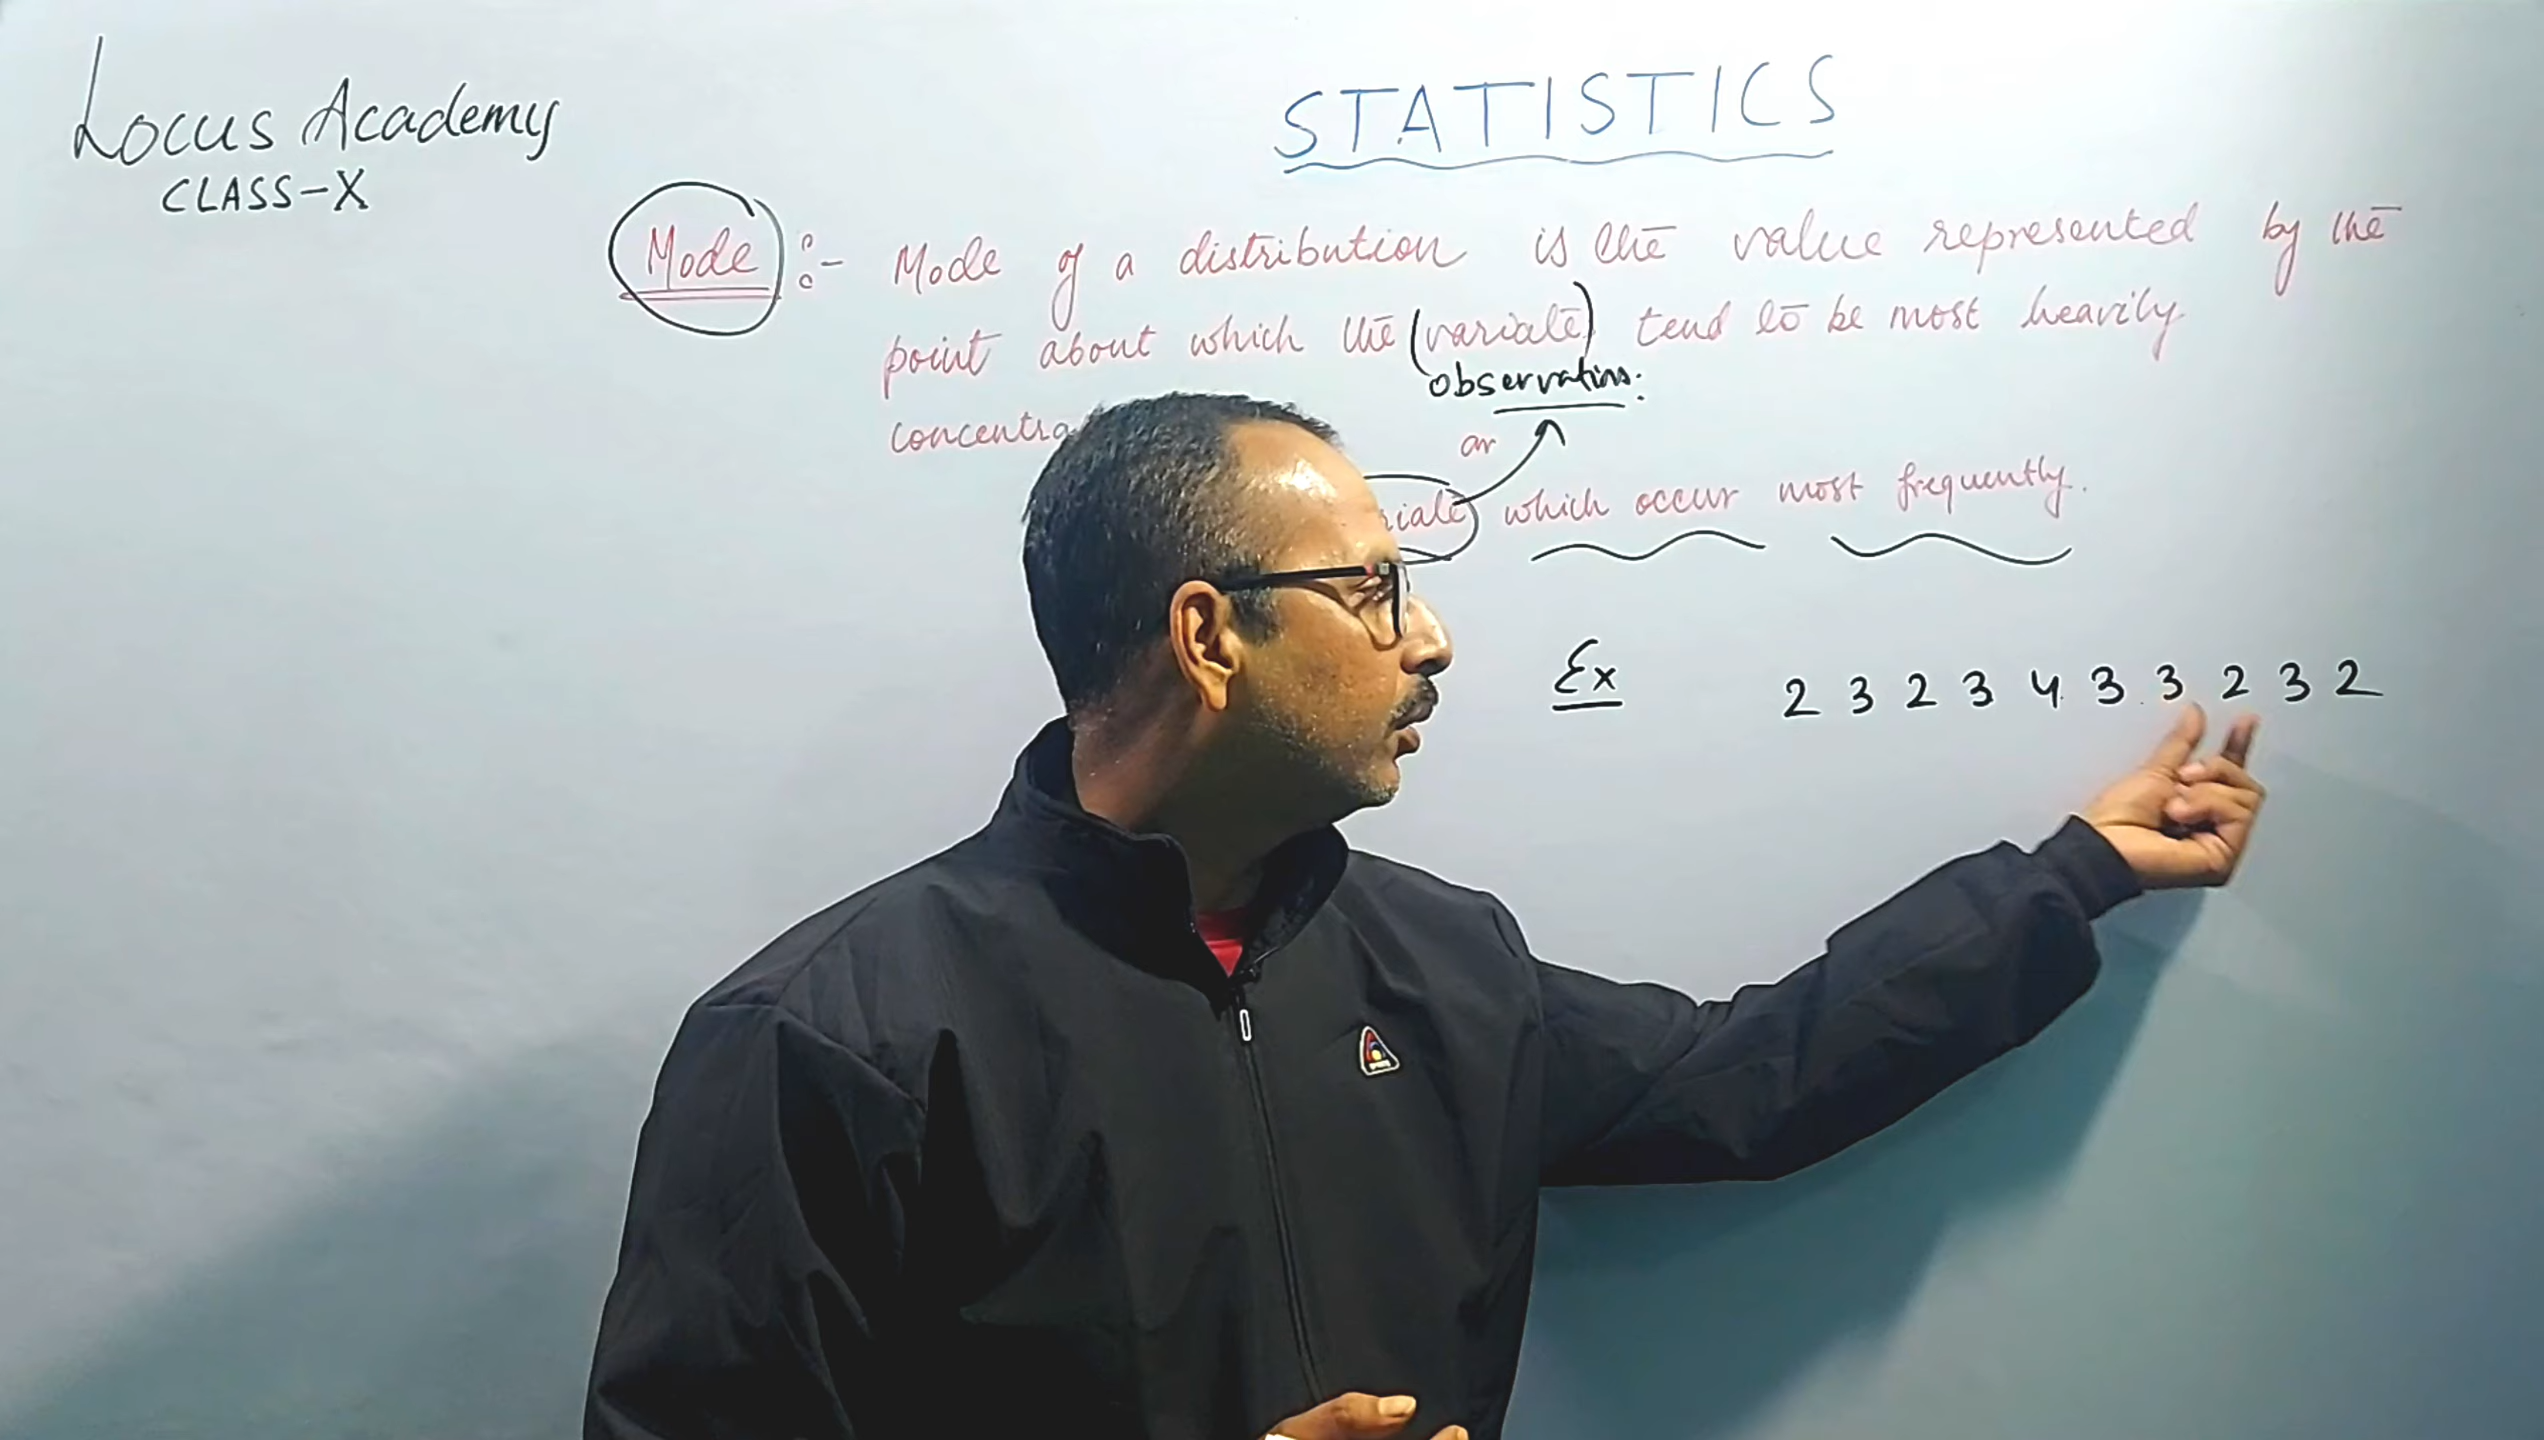 Locus Academy
CLASS-X
STATISTICS
Mode :- Mode of a distribution is the value represented by the
point about which the (variate) tend to be most heavily
observations.
concentra
or
riate which occur most frequently.
Ex 2 3 2 3 4 3 3 2 3 2